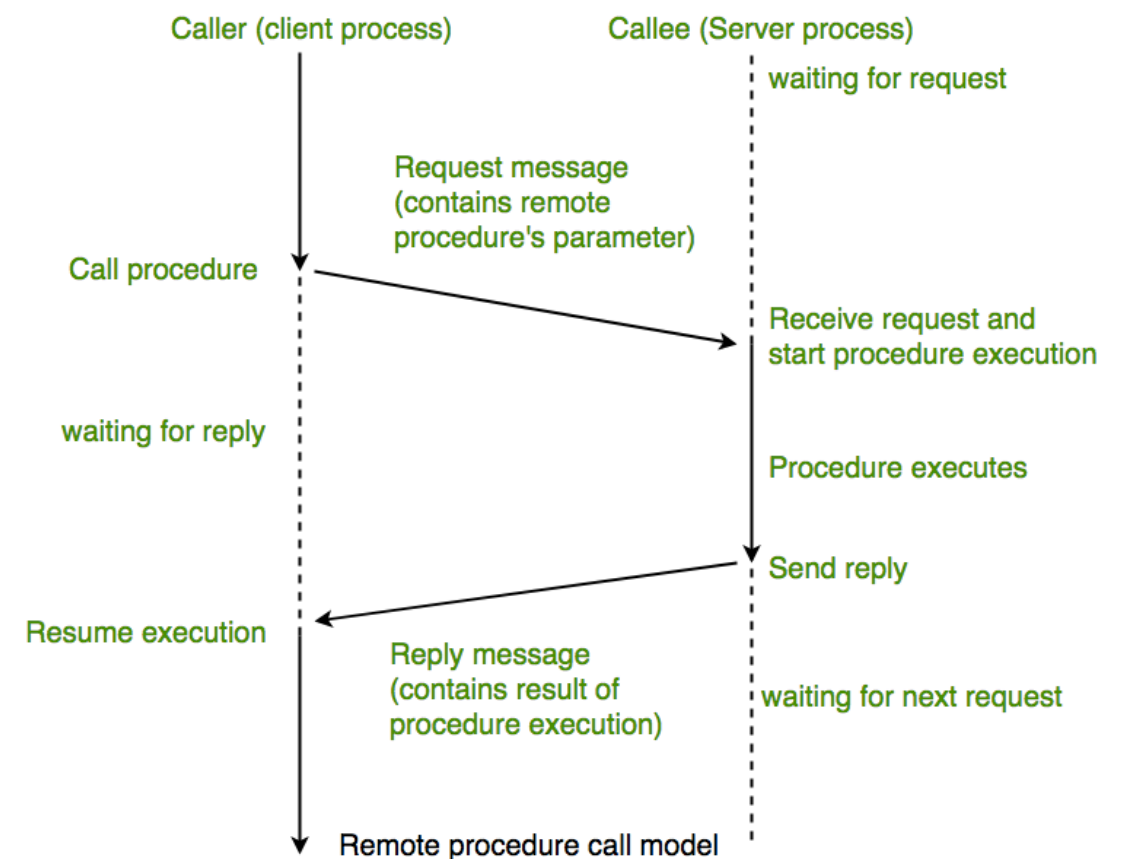 Caller (client process)
Callee (Server process)
waiting for request
Request message
(contains remote
procedure's parameter)
Call procedure
Receive request and
start procedure execution
waiting for reply
Procedure executes
Send reply
Resume execution
Reply message
(contains result of
procedure execution)
waiting for next request
Remote procedure call model